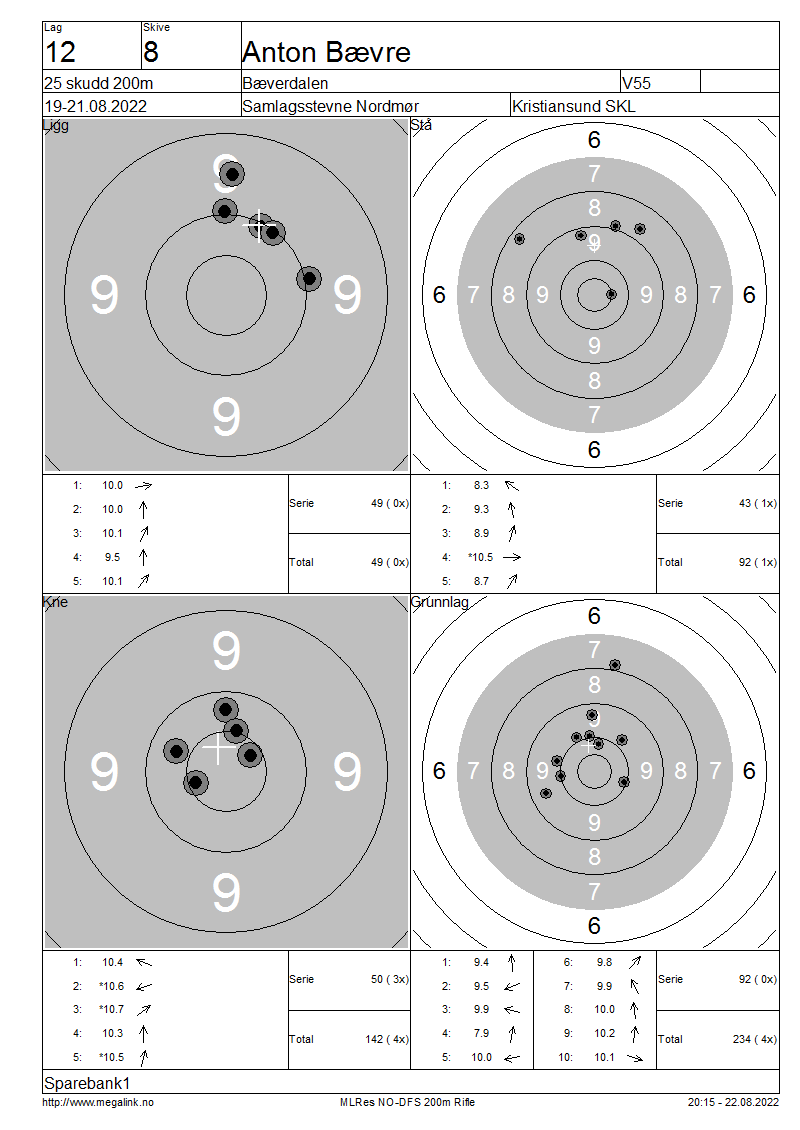 Lag
Skive
12
8
Anton Bævre
25 skudd 200m
Bæverdalen
V55
19-21.08.2022
Samlagsstevne Nordmør
Kristiansund SKL
Ligg
9
9 9
9
Stå
6
7
8
9
6 7 8 9 9 8 7 6
9
8
7
6
1: 10.0
2: 10.0
3: 10.1
4: 9.5
5: 10.1
Serie 49 ( 0x)
Total 49 ( 0x)
1: 8.3
2: 9.3
3: 8.9
4: *10.5
5: 8.7
Serie 43 ( 1x)
Total 92 ( 1x)
Kne
9
9 9
9
Grunnlag
6
7
8
9
6 7 8 9 9 8 7 6
9
8
7
6
1: 10.4
2: *10.6
3: *10.7
4: 10.3
5: *10.5
Serie 50 ( 3x)
Total 142 ( 4x)
1: 9.4
2: 9.5
3: 9.9
4: 7.9
5: 10.0
6: 9.8
7: 9.9
8: 10.0
9: 10.2
10: 10.1
Serie 92 ( 0x)
Total 234 ( 4x)
Sparebank1
http://www.megalink.no
MLRes NO-DFS 200m Rifle
20:15 - 22.08.2022